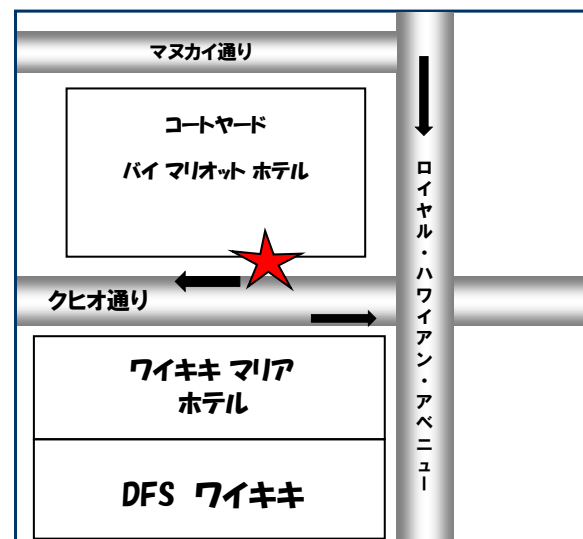 マヌカイ通り
コートヤード
バイ マリオット ホテル
ロイヤル・ハワイアン・アベニュー
クヒオ通り
ワイキキ マリア
ホテル
DFS ワイキキ